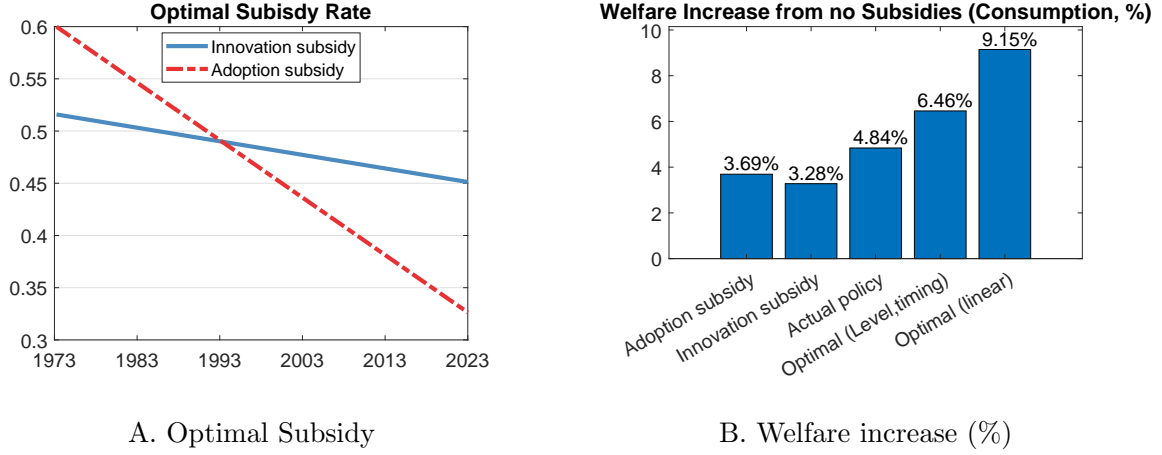 Optimal Subisdy Rate
0.6
0.55
0.5
0.45
0.4
0.35
0.3
1973
1983
1993
2003
2013
2023
Innovation subsidy
Adoption subsidy
A. Optimal Subsidy
Welfare Increase from no Subsidies (Consumption, %)
10
8
6
4
2
0
3.69%
3.28%
4.84%
6.46%
9.15%
Adoption subsidy
Innovation subsidy
Actual policy
Optimal (Level,timing)
Optimal (linear)
B. Welfare increase (%)